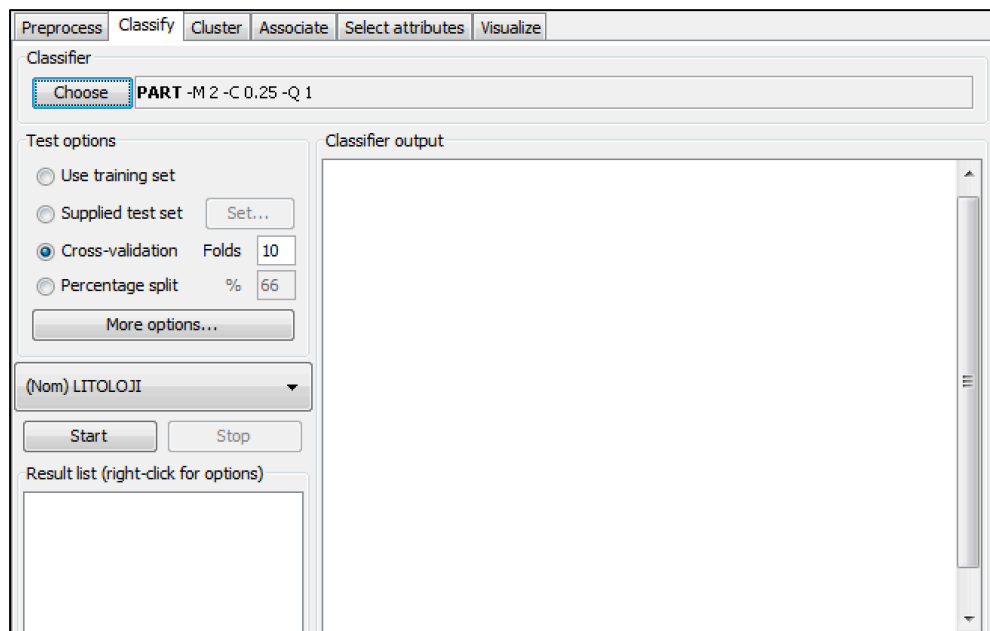 Preprocess Classify Cluster Associate Select attributes Visualize
Classifier
Choose PART -M 2 -C 0.25 -Q 1
Test options
Classifier output
Use training set
Supplied test set Set...
Cross-validation Folds 10
Percentage split % 66
More options...
(Nom) LITOLOJI
Start Stop
Result list (right-click for options)